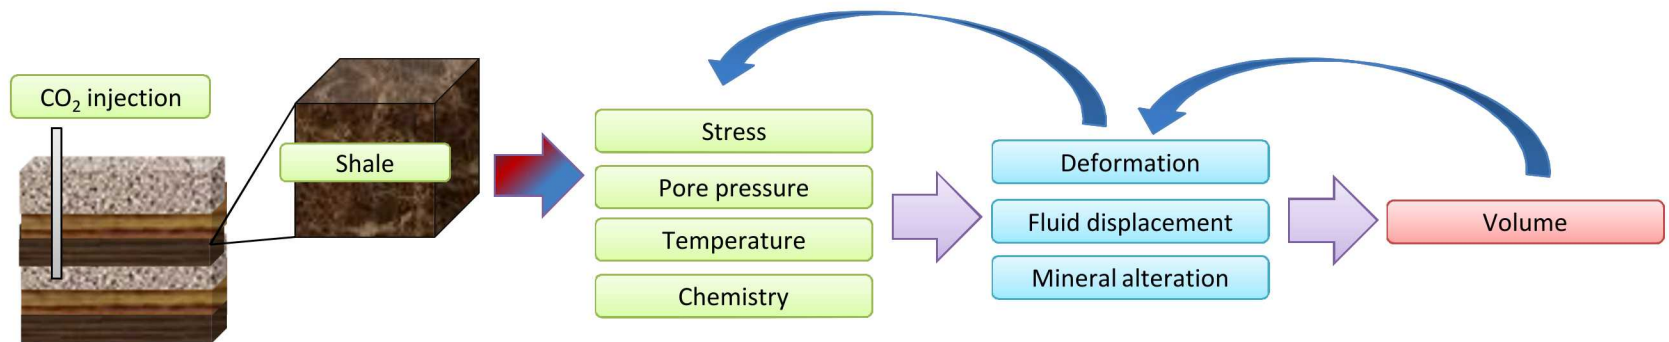 CO₂ injection
Shale
Stress
Pore pressure
Temperature
Chemistry
Deformation
Fluid displacement
Mineral alteration
Volume